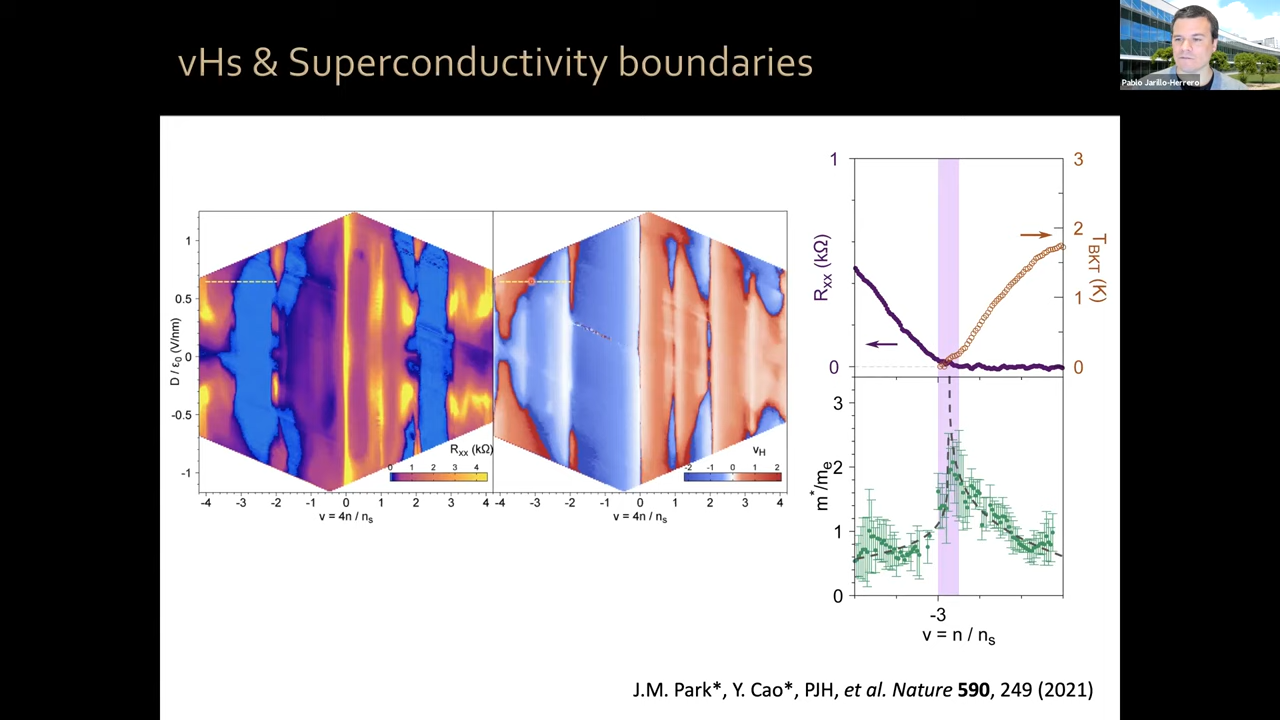 vHs & Superconductivity boundaries
Pablo Jarillo-Herrero
D / ε0 (V/nm)
1
0.5
0
-0.5
-1
Rxx (kΩ)
0 1 2 3 4
-4 -3 -2 -1 0 1 2 3 4
ν = 4n / ns
νH
-2 -1 0 1 2
-4 -3 -2 -1 0 1 2 3 4
ν = 4n / ns
1
0
Rxx (kΩ)
3
2
1
0
TBKT (K)
3
2
1
0
m*/me
-3
ν = n / ns
J.M. Park*, Y. Cao*, PJH, et al. Nature 590, 249 (2021)